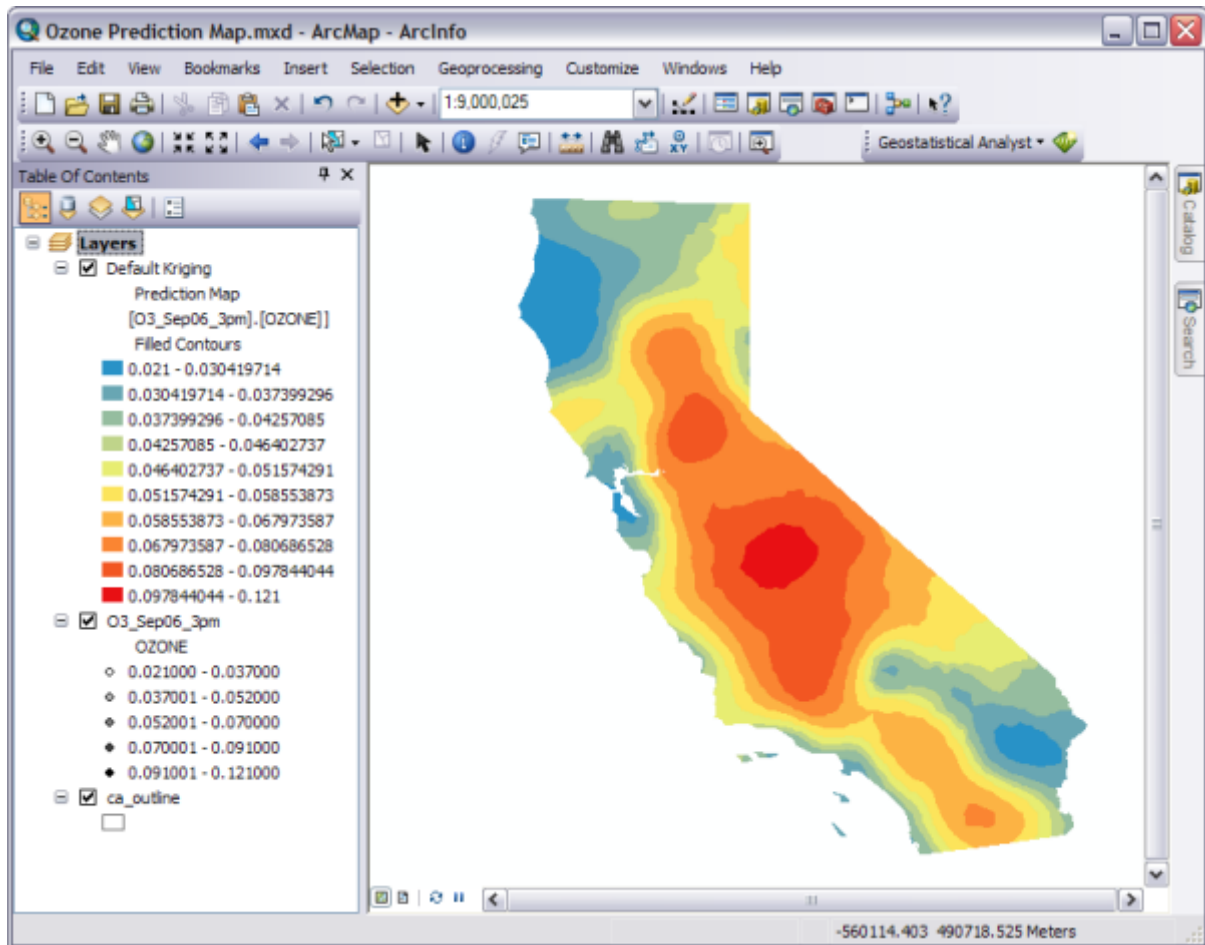 Ozone Prediction Map.mxd - ArcMap - ArcInfo
File Edit View Bookmarks Insert Selection Geoprocessing Customize Windows Help
1:9,000,025
XY
Geostatistical Analyst
Table Of Contents
Layers
Default Kriging
Prediction Map
[O3_Sep06_3pm].[OZONE]]
Filled Contours
0.021 - 0.030419714
0.030419714 - 0.037399296
0.037399296 - 0.04257085
0.04257085 - 0.046402737
0.046402737 - 0.051574291
0.051574291 - 0.058553873
0.058553873 - 0.067973587
0.067973587 - 0.080686528
0.080686528 - 0.097844044
0.097844044 - 0.121
O3_Sep06_3pm
OZONE
0.021000 - 0.037000
0.037001 - 0.052000
0.052001 - 0.070000
0.070001 - 0.091000
0.091001 - 0.121000
ca_outline
Catalog
Search
-560114.403 490718.525 Meters